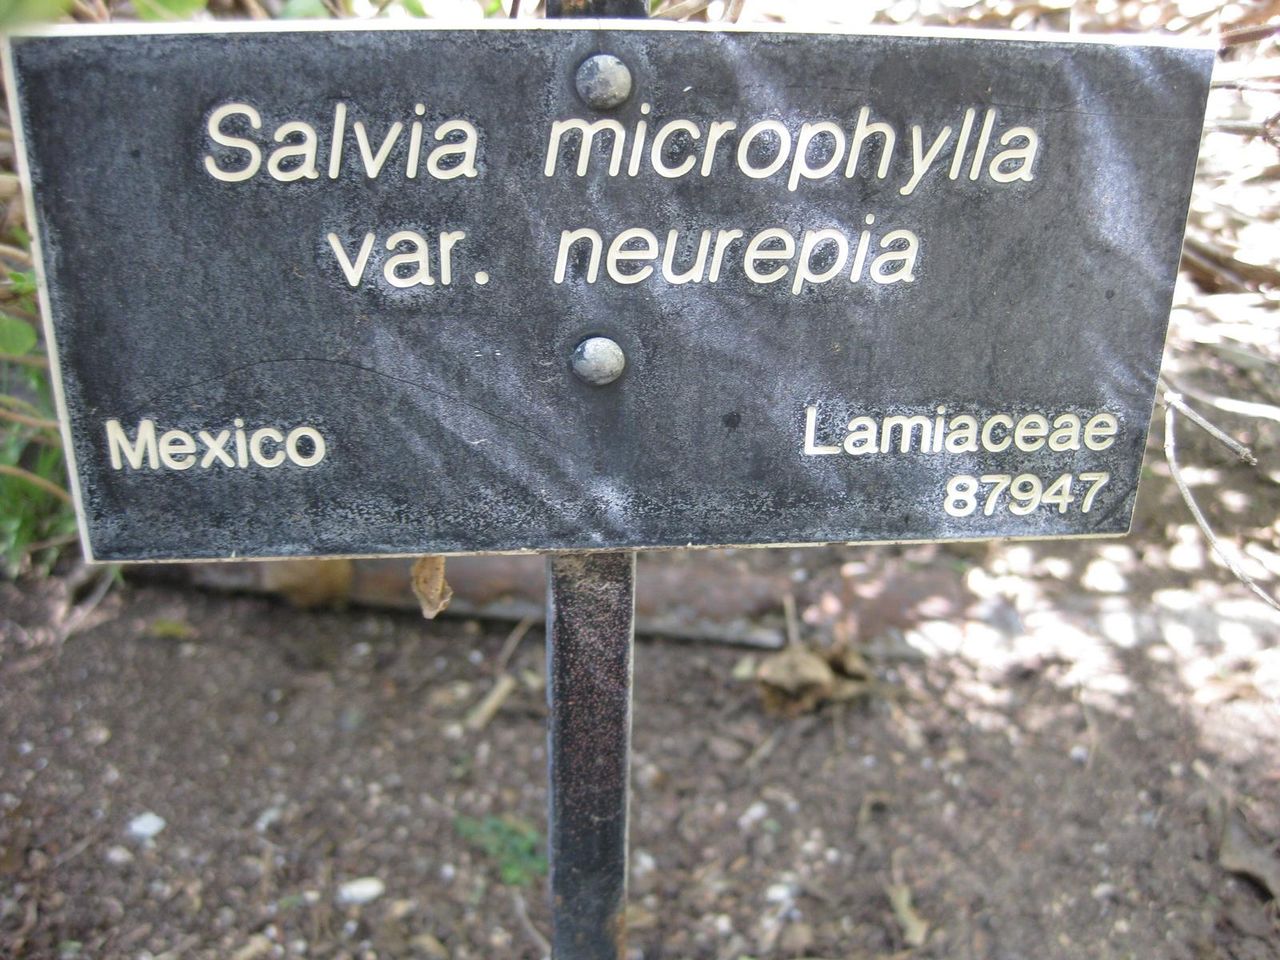 Salvia microphylla
var. neurepia
Mexico
Lamiaceae
87947